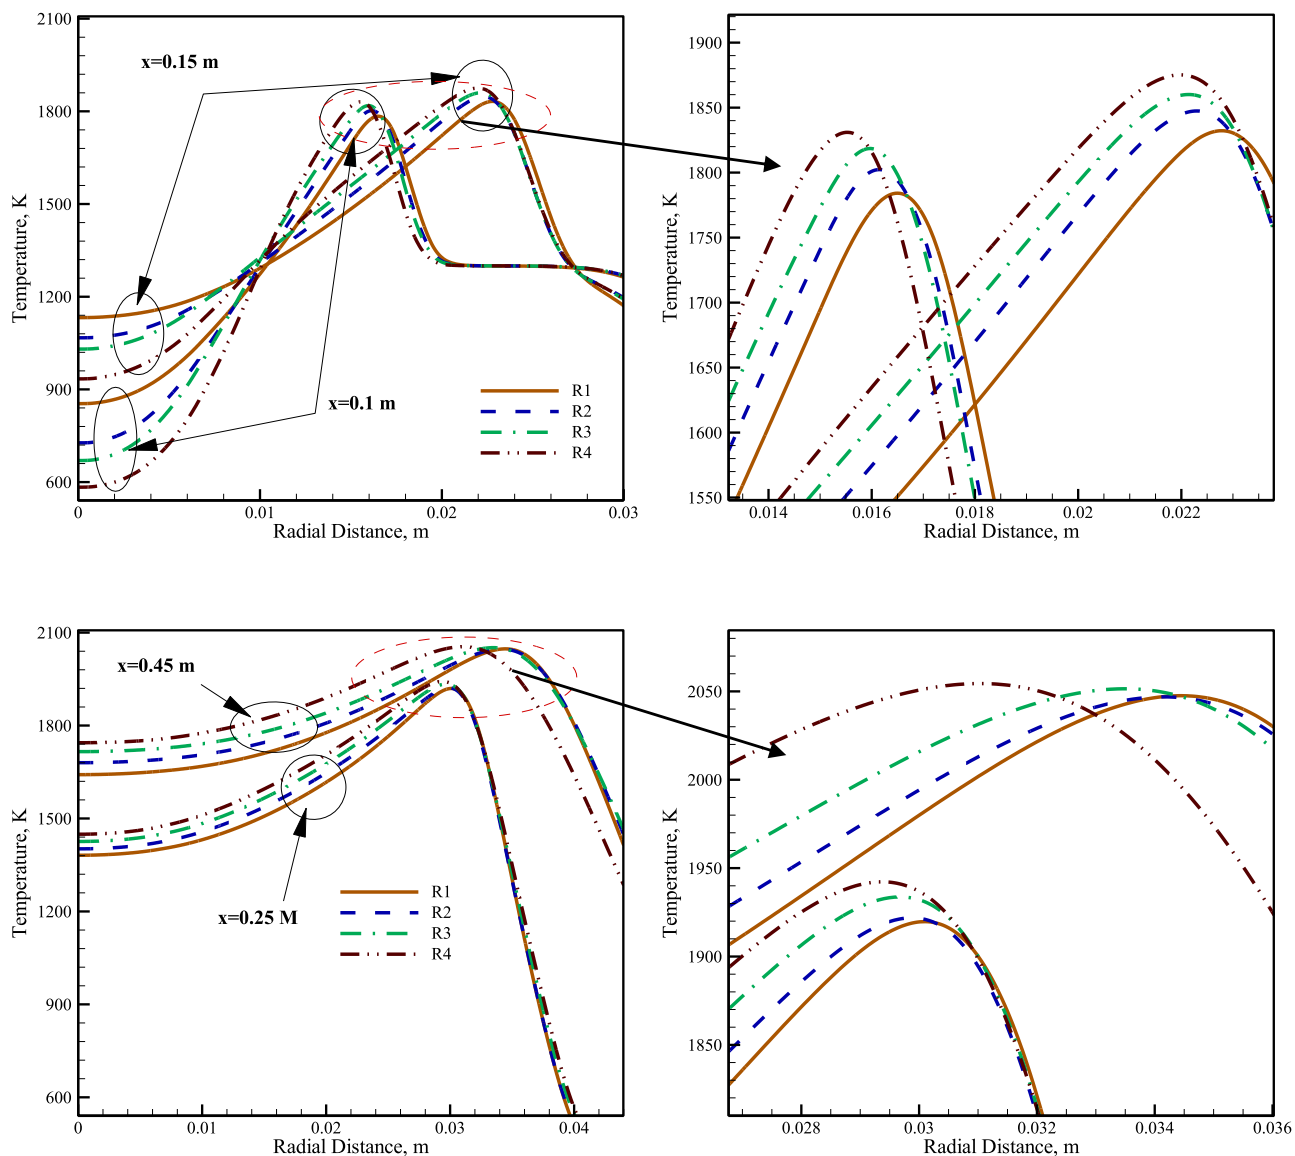 2100
1800
1500
1200
900
600
Temperature, K
x=0.15 m
x=0.1 m
R1
R2
R3
R4
0 0.01 0.02 0.03
Radial Distance, m
1900
1850
1800
1750
1700
1650
1600
1550
Temperature, K
0.014 0.016 0.018 0.02 0.022
Radial Distance, m
2100
1800
1500
1200
900
600
Temperature, K
x=0.45 m
x=0.25 M
R1
R2
R3
R4
0 0.01 0.02 0.03 0.04
Radial Distance, m
2050
2000
1950
1900
1850
Temperature, K
0.028 0.03 0.032 0.034 0.036
Radial Distance, m